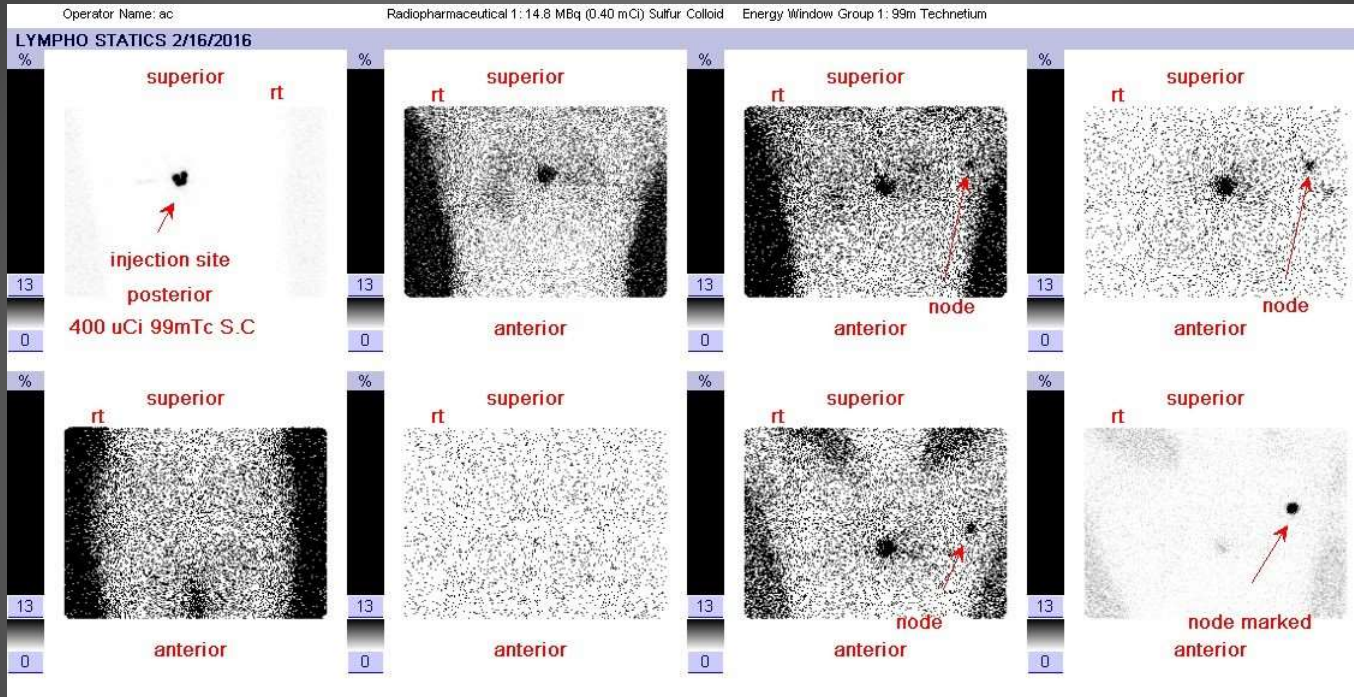 Operator Name: ac Radiopharmaceutical 1: 14.8 MBq (0.40 mCi) Sulfur Colloid Energy Window Group 1: 99m Technetium
LYMPHO STATICS 2/16/2016
% % % %
superior superior superior superior
rt rt rt rt
injection site
13 13 13 13
posterior
node node
400 uCi 99mTc S.C anterior anterior anterior
0 0 0 0
% % % %
superior superior superior superior
rt rt rt rt
13 13 13 13
node node marked
anterior anterior anterior anterior
0 0 0 0